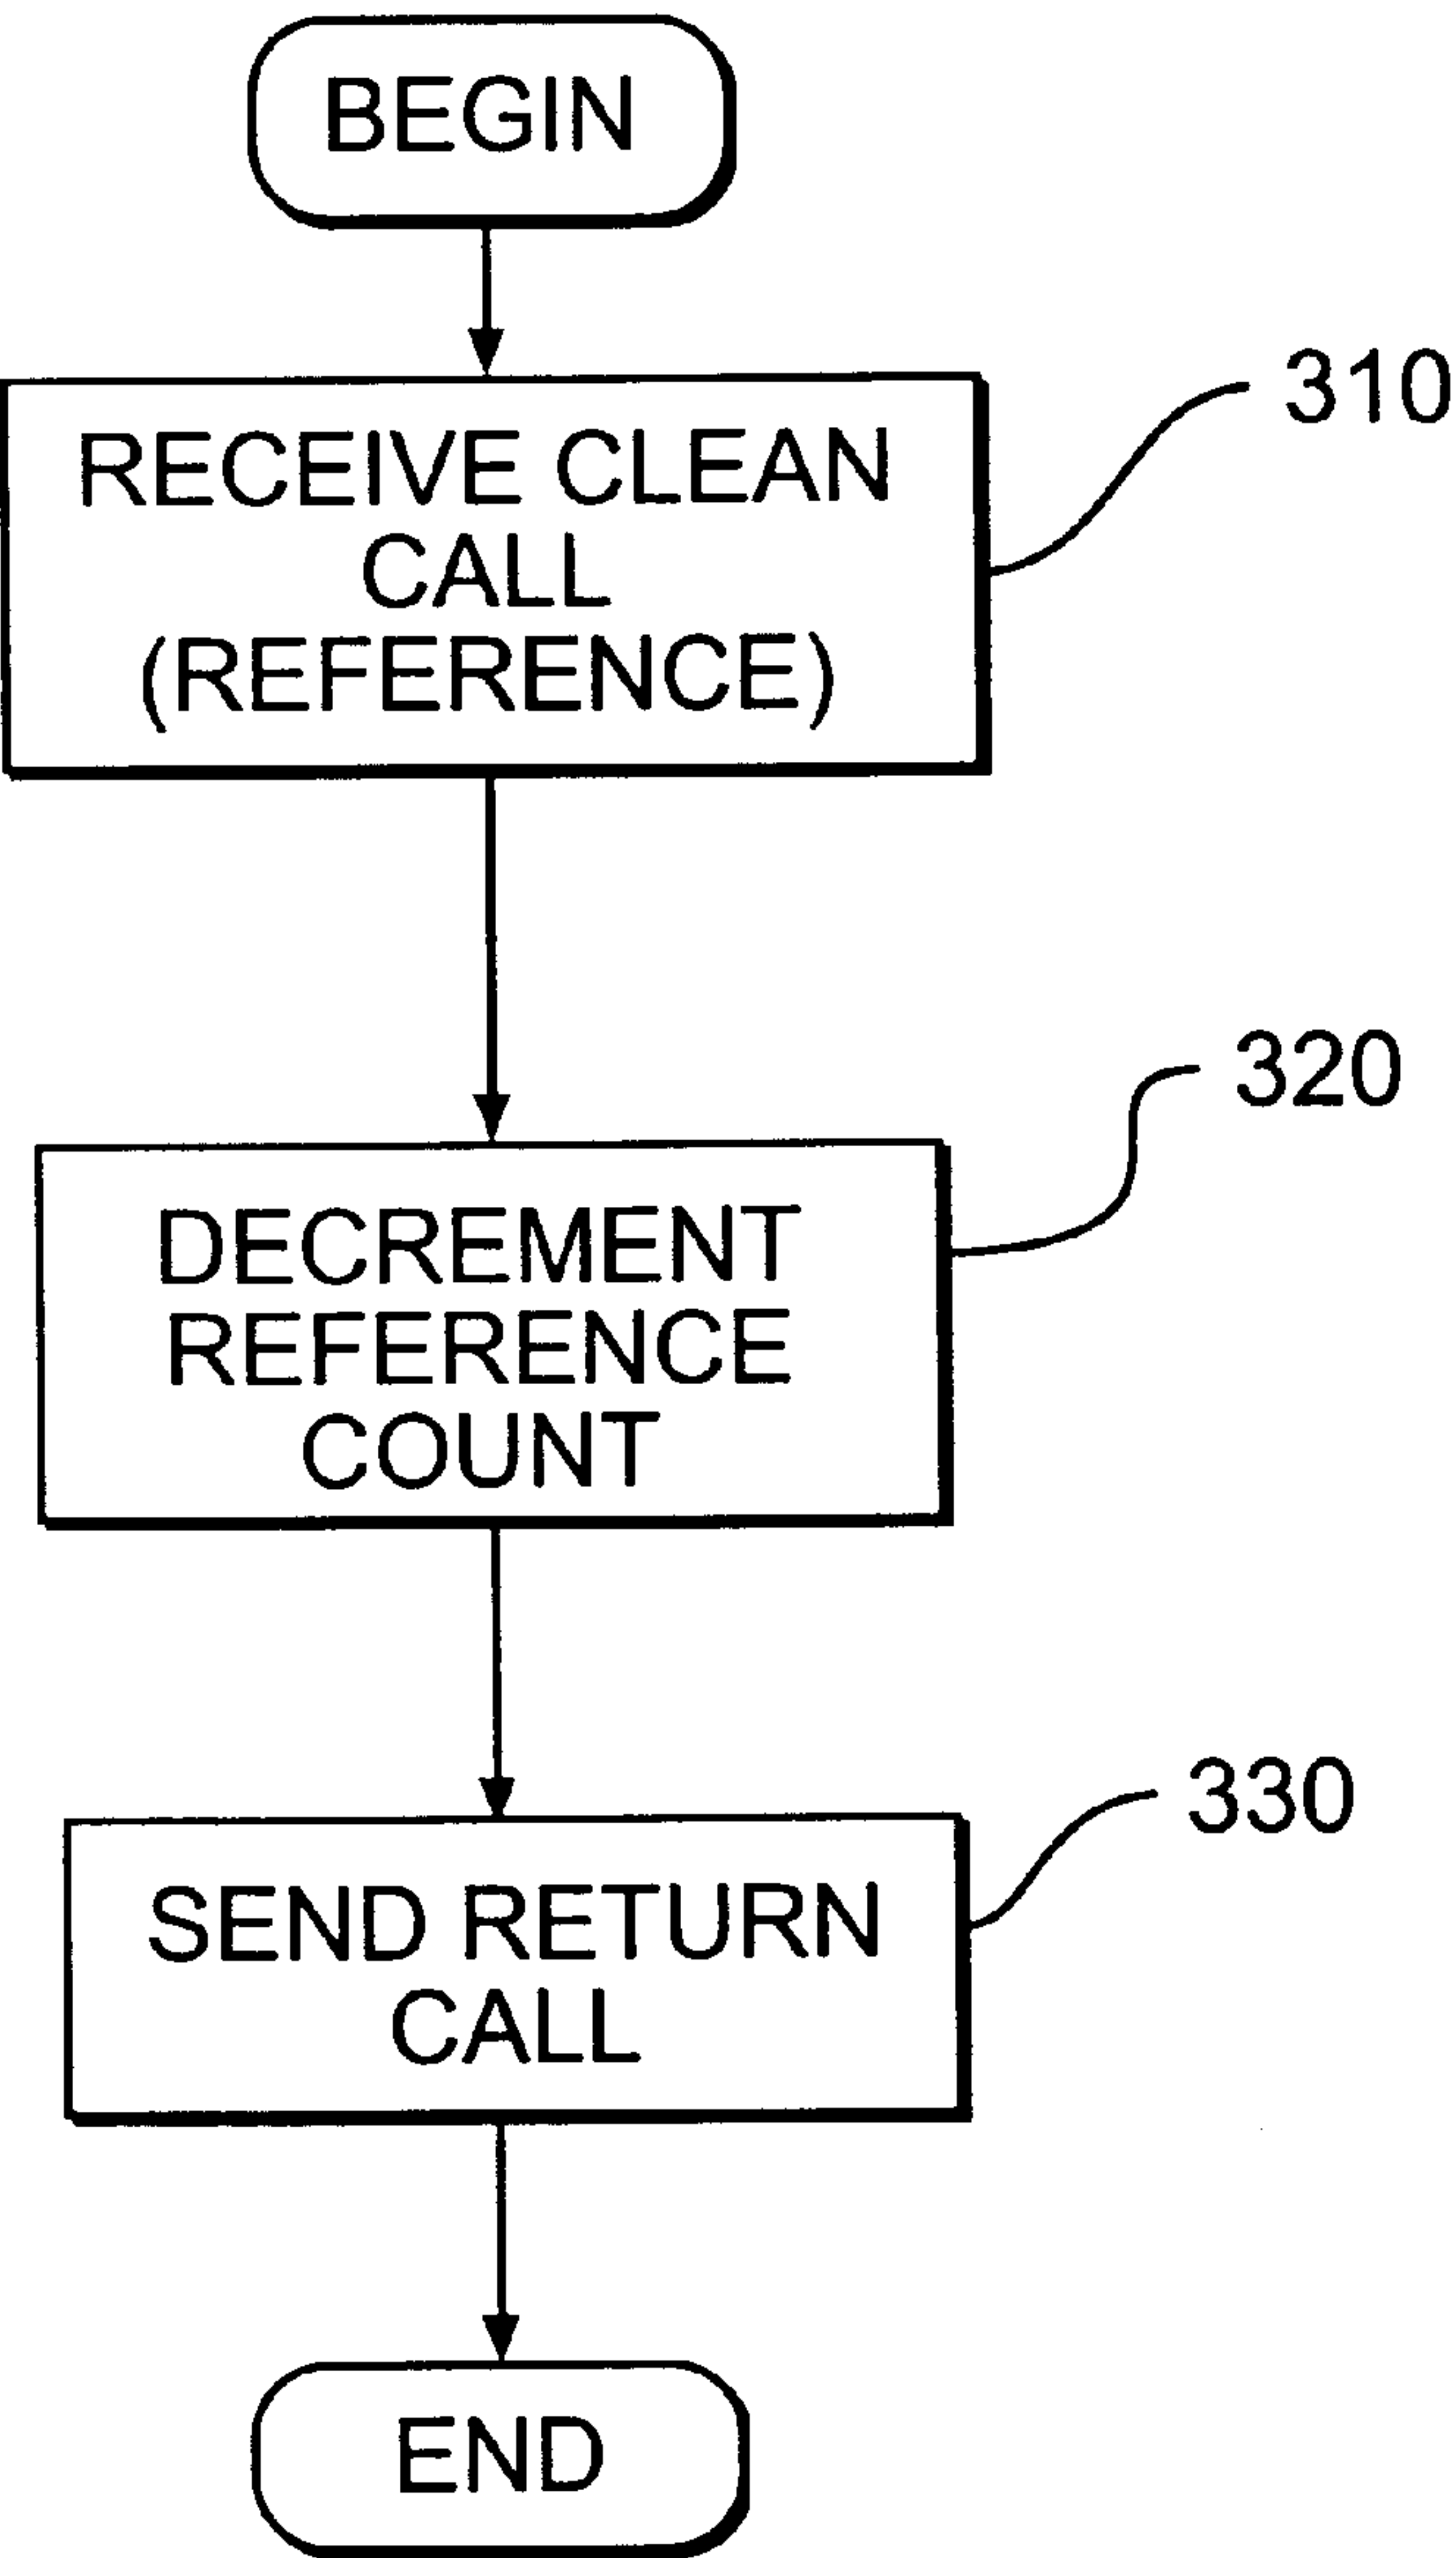 BEGIN
RECEIVE CLEAN
CALL
(REFERENCE)
310
DECREMENT
REFERENCE
COUNT
320
SEND RETURN
CALL
330
END